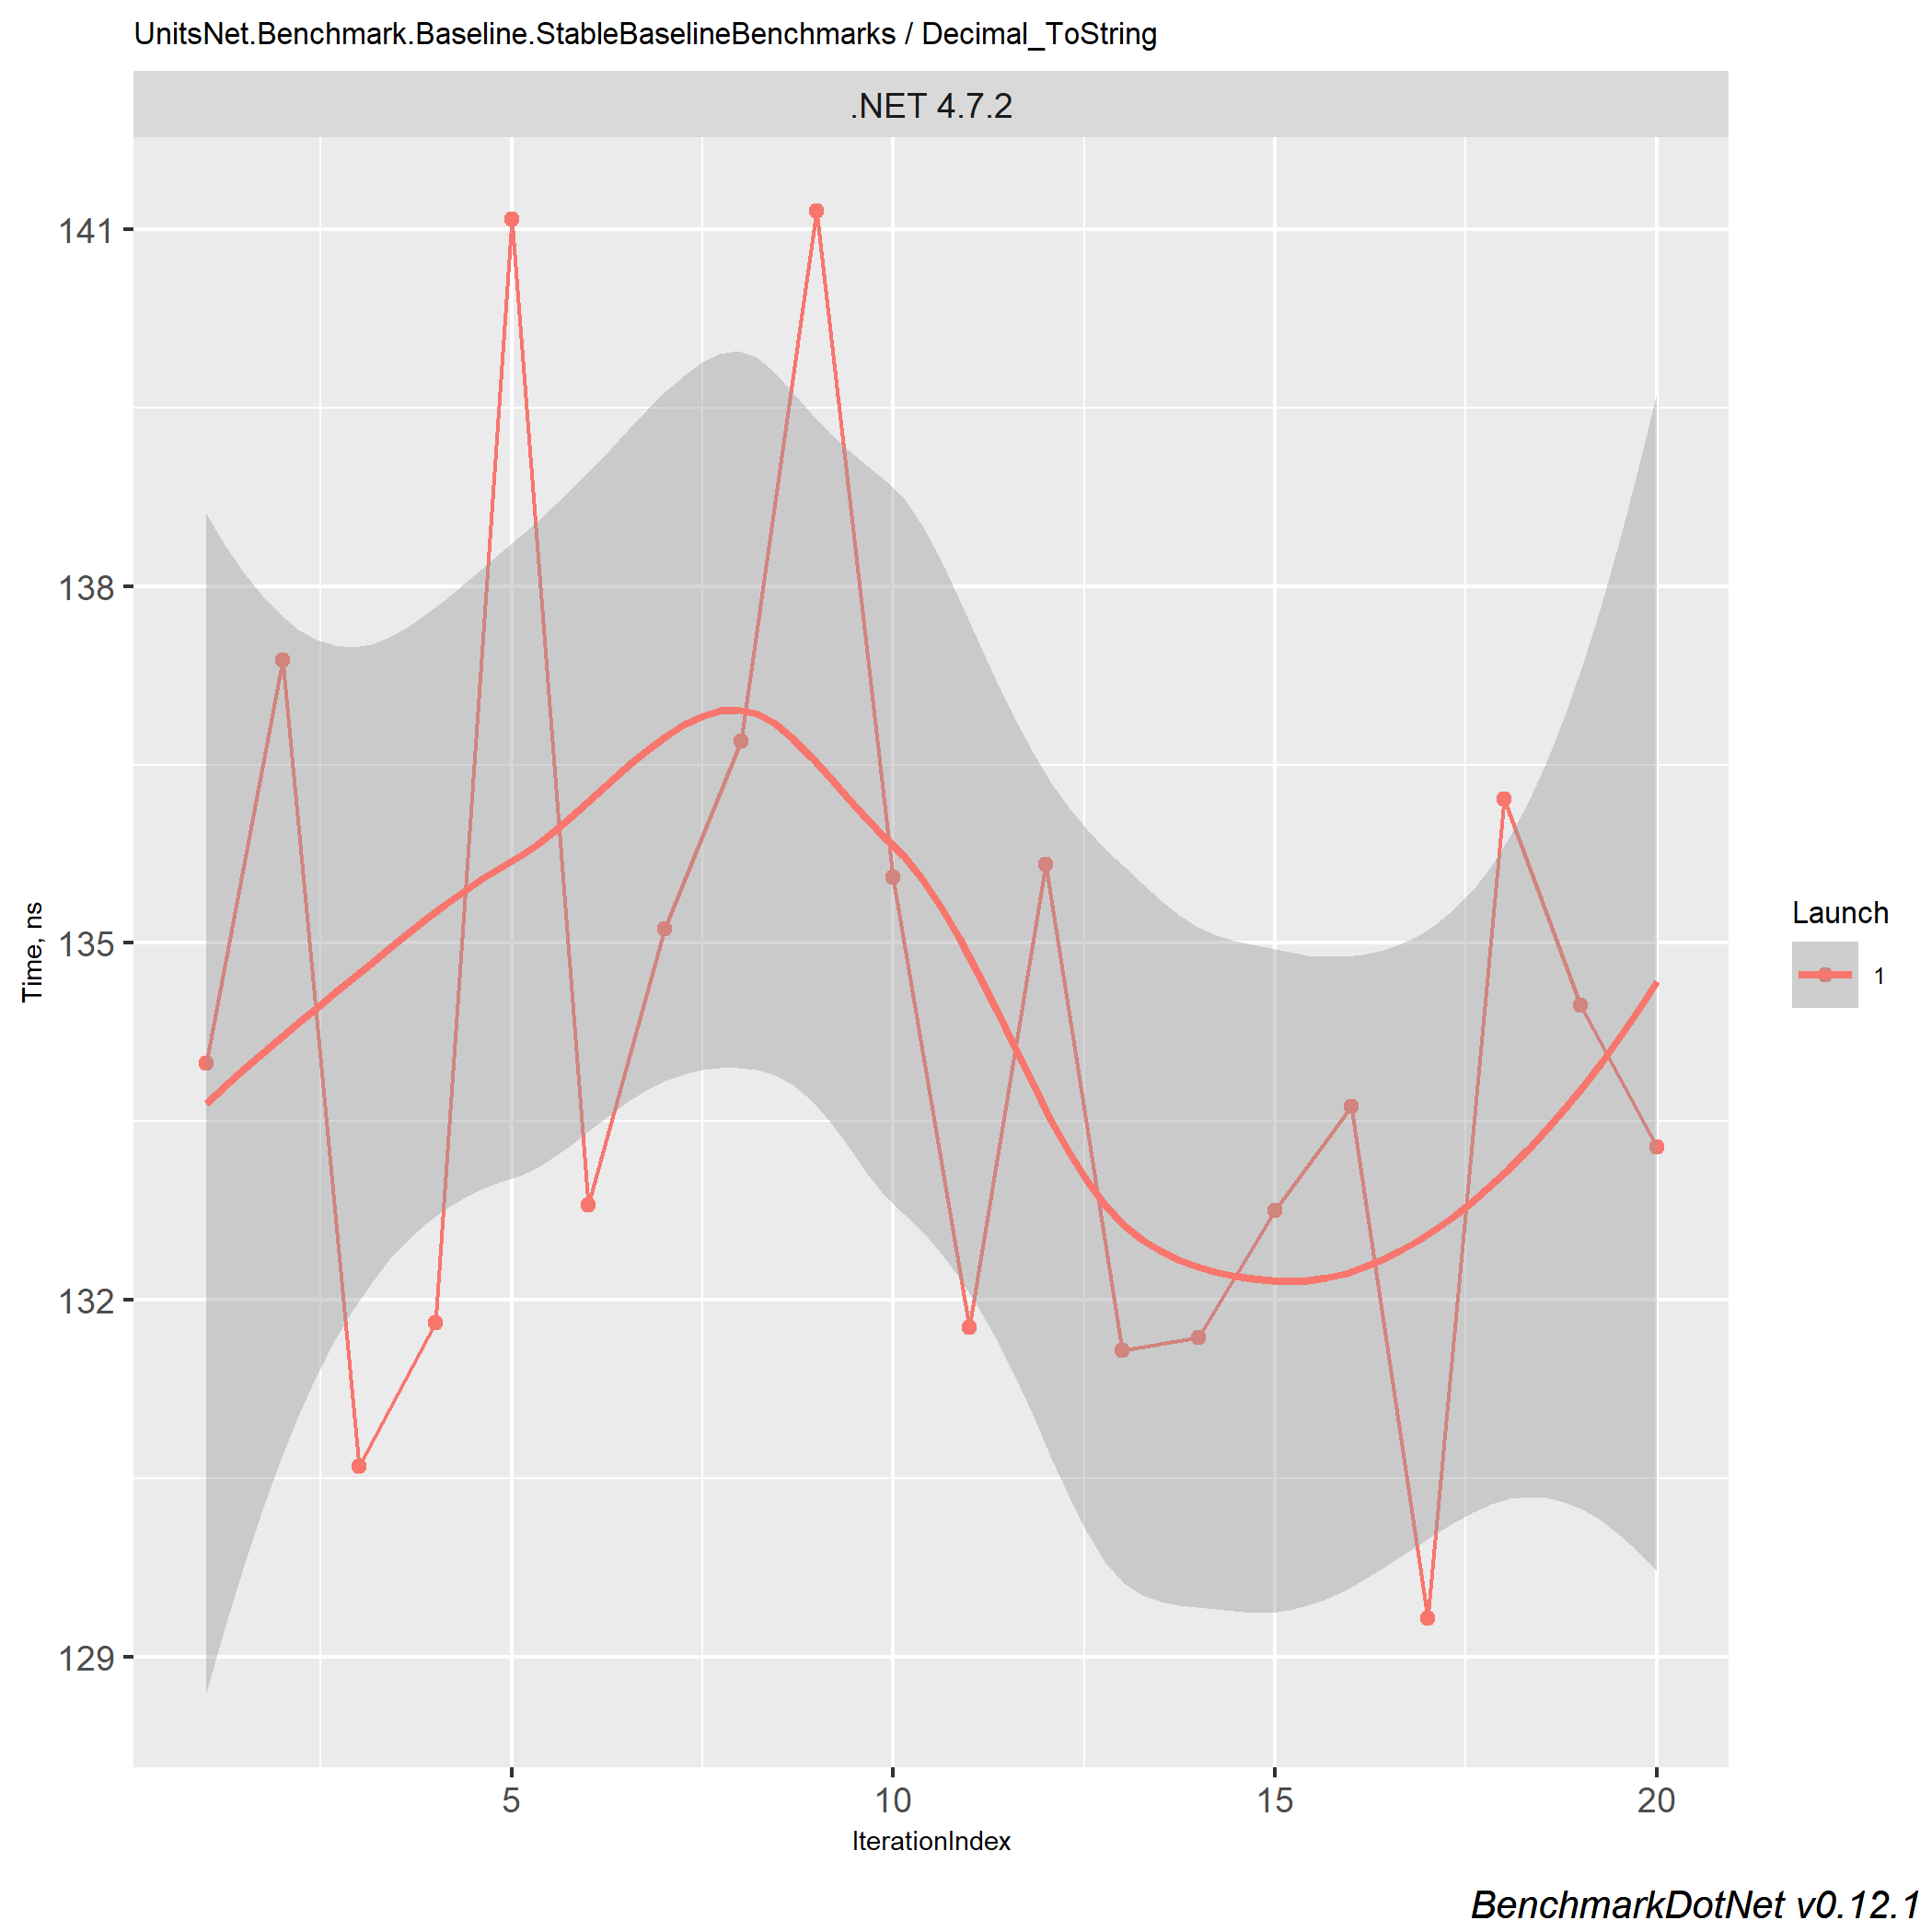 UnitsNet.Benchmark.Baseline.StableBaselineBenchmarks / Decimal_ToString
.NET 4.7.2
141
138
135
132
129
Time, ns
5
10
15
20
IterationIndex
Launch
1
BenchmarkDotNet v0.12.1